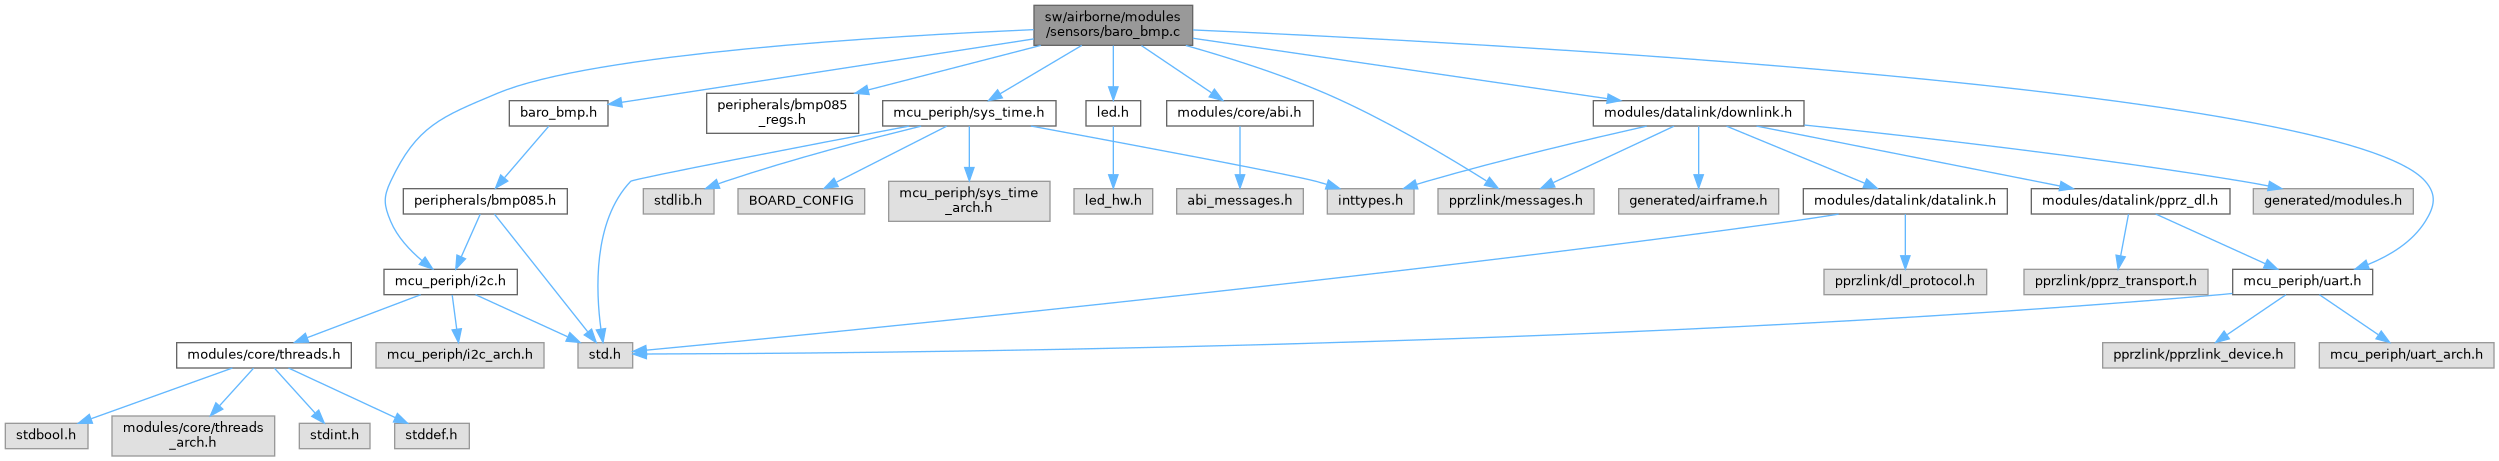 sw/airborne/modules
/sensors/baro_bmp.c
baro_bmp.h
peripherals/bmp085
_regs.h
mcu_periph/sys_time.h
led.h
modules/core/abi.h
modules/datalink/downlink.h
peripherals/bmp085.h
stdlib.h
BOARD_CONFIG
mcu_periph/sys_time
_arch.h
led_hw.h
abi_messages.h
inttypes.h
pprzlink/messages.h
generated/airframe.h
modules/datalink/datalink.h
modules/datalink/pprz_dl.h
generated/modules.h
mcu_periph/i2c.h
pprzlink/dl_protocol.h
pprzlink/pprz_transport.h
mcu_periph/uart.h
modules/core/threads.h
mcu_periph/i2c_arch.h
std.h
pprzlink/pprzlink_device.h
mcu_periph/uart_arch.h
stdbool.h
modules/core/threads
_arch.h
stdint.h
stddef.h